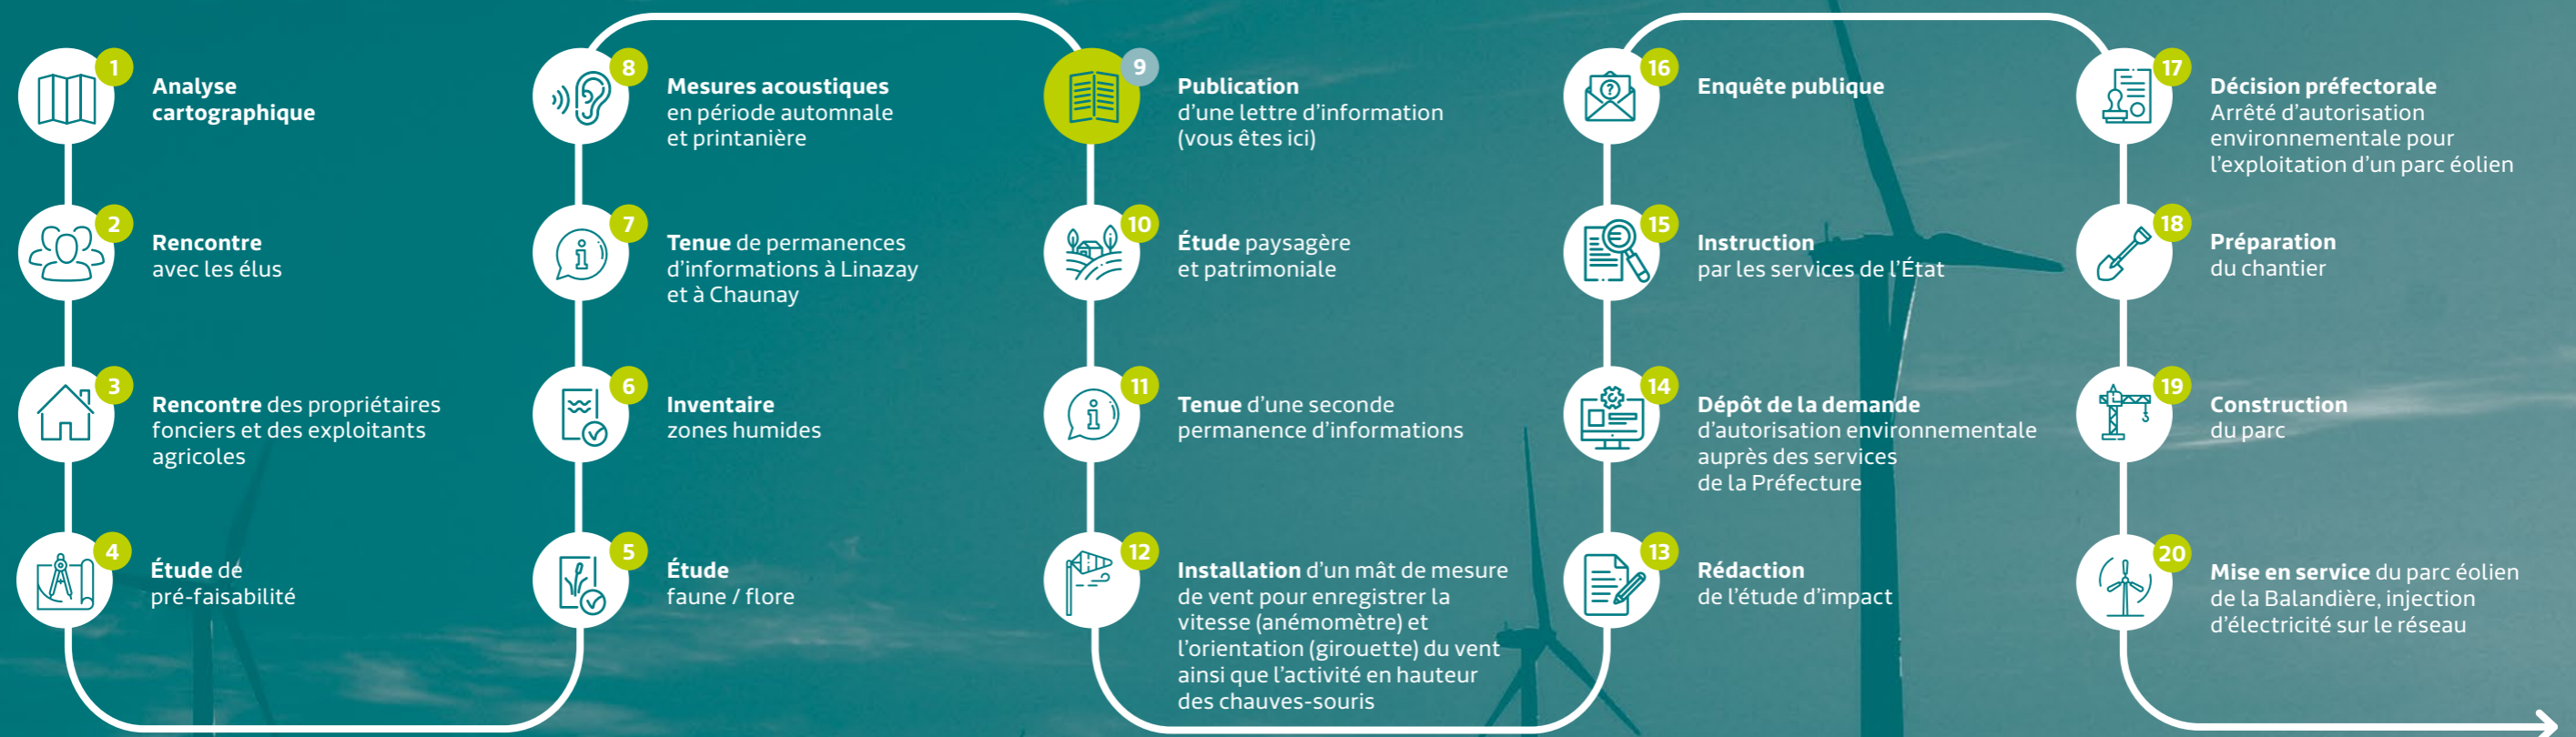 1
Analyse
cartographique
2
Rencontre
avec les élus
3
Rencontre des propriétaires
fonciers et des exploitants
agricoles
4
Étude de
pré-faisabilité
5
Étude
faune / flore
6
Inventaire
zones humides
7
Tenue de permanences
d'informations à Linazay
et à Chaunay
8
Mesures acoustiques
en période automnale
et printanière
9
Publication
d'une lettre d'information
(vous êtes ici)
10
Étude paysagère
et patrimoniale
11
Tenue d'une seconde
permanence d'informations
12
Installation d'un mât de mesure
de vent pour enregistrer la
vitesse (anémomètre) et
l'orientation (girouette) du vent
ainsi que l'activité en hauteur
des chauves-souris
13
Rédaction
de l'étude d'impact
14
Dépôt de la demande
d'autorisation environnementale
auprès des services
de la Préfecture
15
Instruction
par les services de l'État
16
Enquête publique
17
Décision préfectorale
Arrêté d'autorisation
environnementale pour
l'exploitation d'un parc éolien
18
Préparation
du chantier
19
Construction
du parc
20
Mise en service du parc éolien
de la Balandière, injection
d'électricité sur le réseau